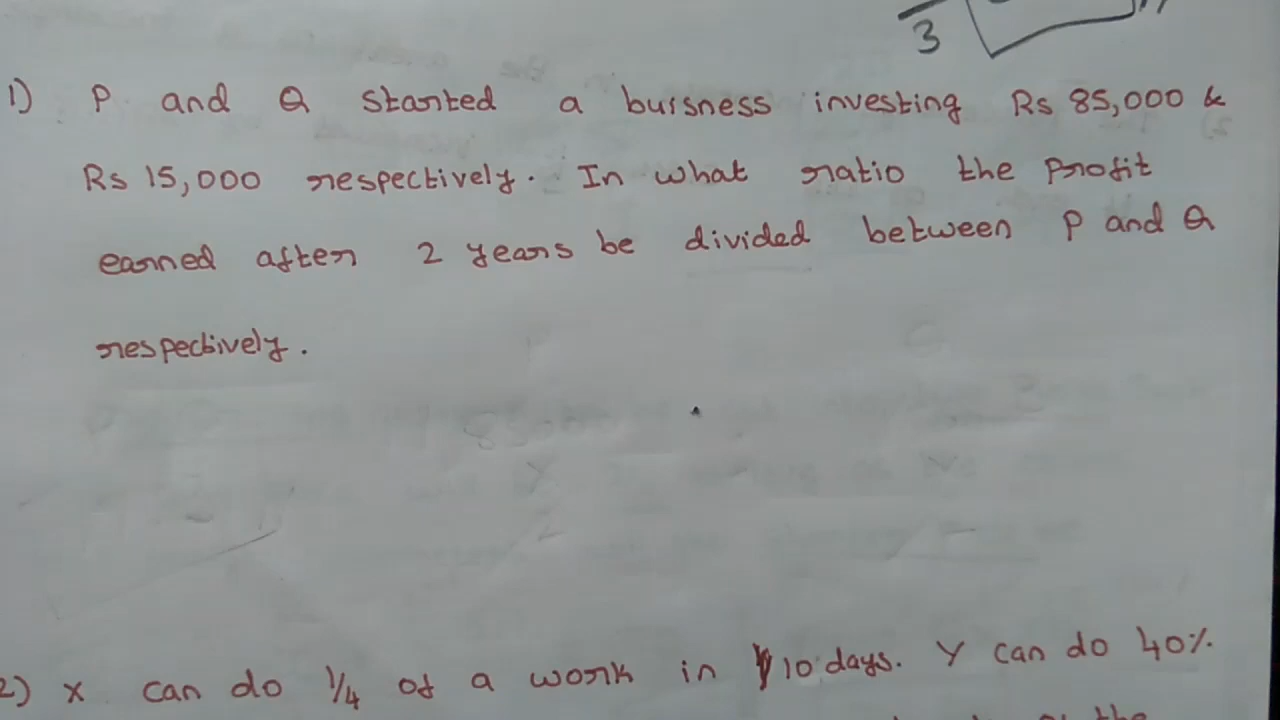 3
1) P and Q started a buisness investing Rs 85,000 &
Rs 15,000 respectively. In what ratio the profit
earned after 2 years be divided between P and Q
respectively.
2) X can do 1/4 of a work in 10 days. Y can do 40%
the